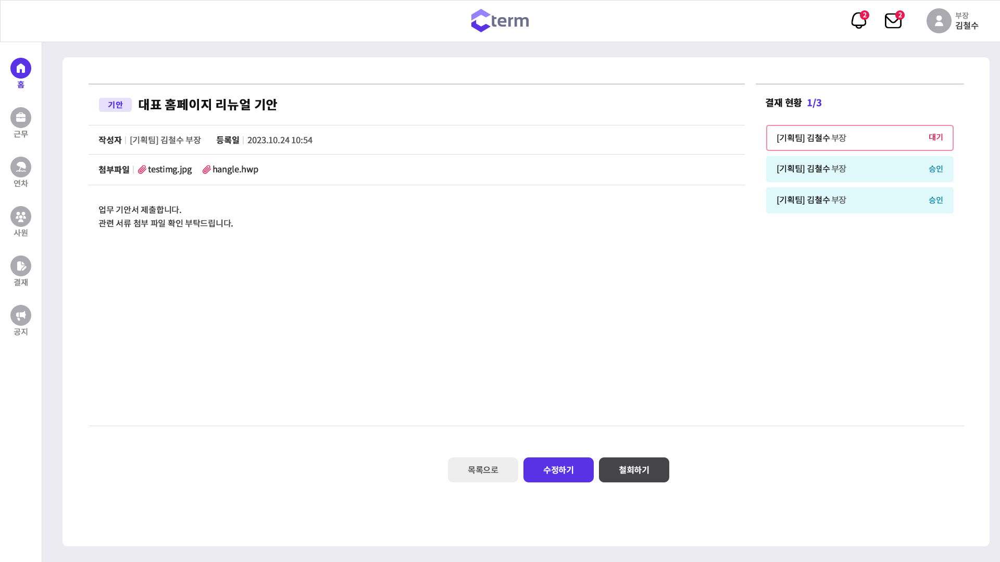 term
2
2
부장
김철수
홈
근무
연차
사원
결재
공지
기안 대표 홈페이지 리뉴얼 기안
작성자 [기획팀] 김철수 부장 등록일 2023.10.24 10:54
첨부파일 testimg.jpg hangle.hwp
업무 기안서 제출합니다.
관련 서류 첨부 파일 확인 부탁드립니다.
결재 현황 1/3
[기획팀] 김철수 부장 대기
[기획팀] 김철수 부장 승인
[기획팀] 김철수 부장 승인
목록으로 수정하기 철회하기